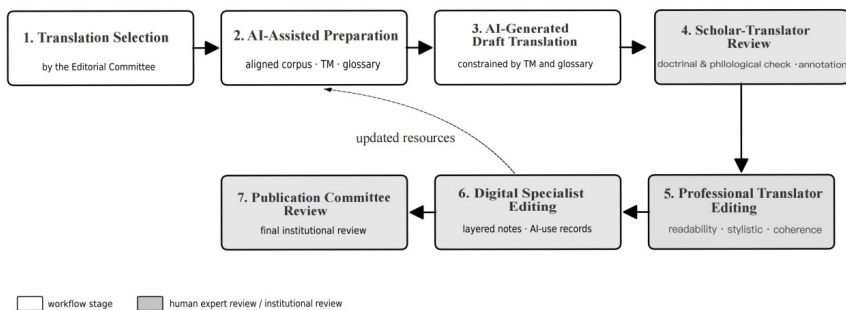 1. Translation Selection
by the Editorial Committee
2. AI-Assisted Preparation
aligned corpus · TM · glossary
3. AI-Generated
Draft Translation
constrained by TM and glossary
4. Scholar-Translator
Review
doctrinal & philological check ·annotation
updated resources
7. Publication Committee
Review
final institutional review
6. Digital Specialist
Editing
layered notes · AI-use records
5. Professional Translator
Editing
readability · stylistic · coherence
workflow stage
human expert review / institutional review